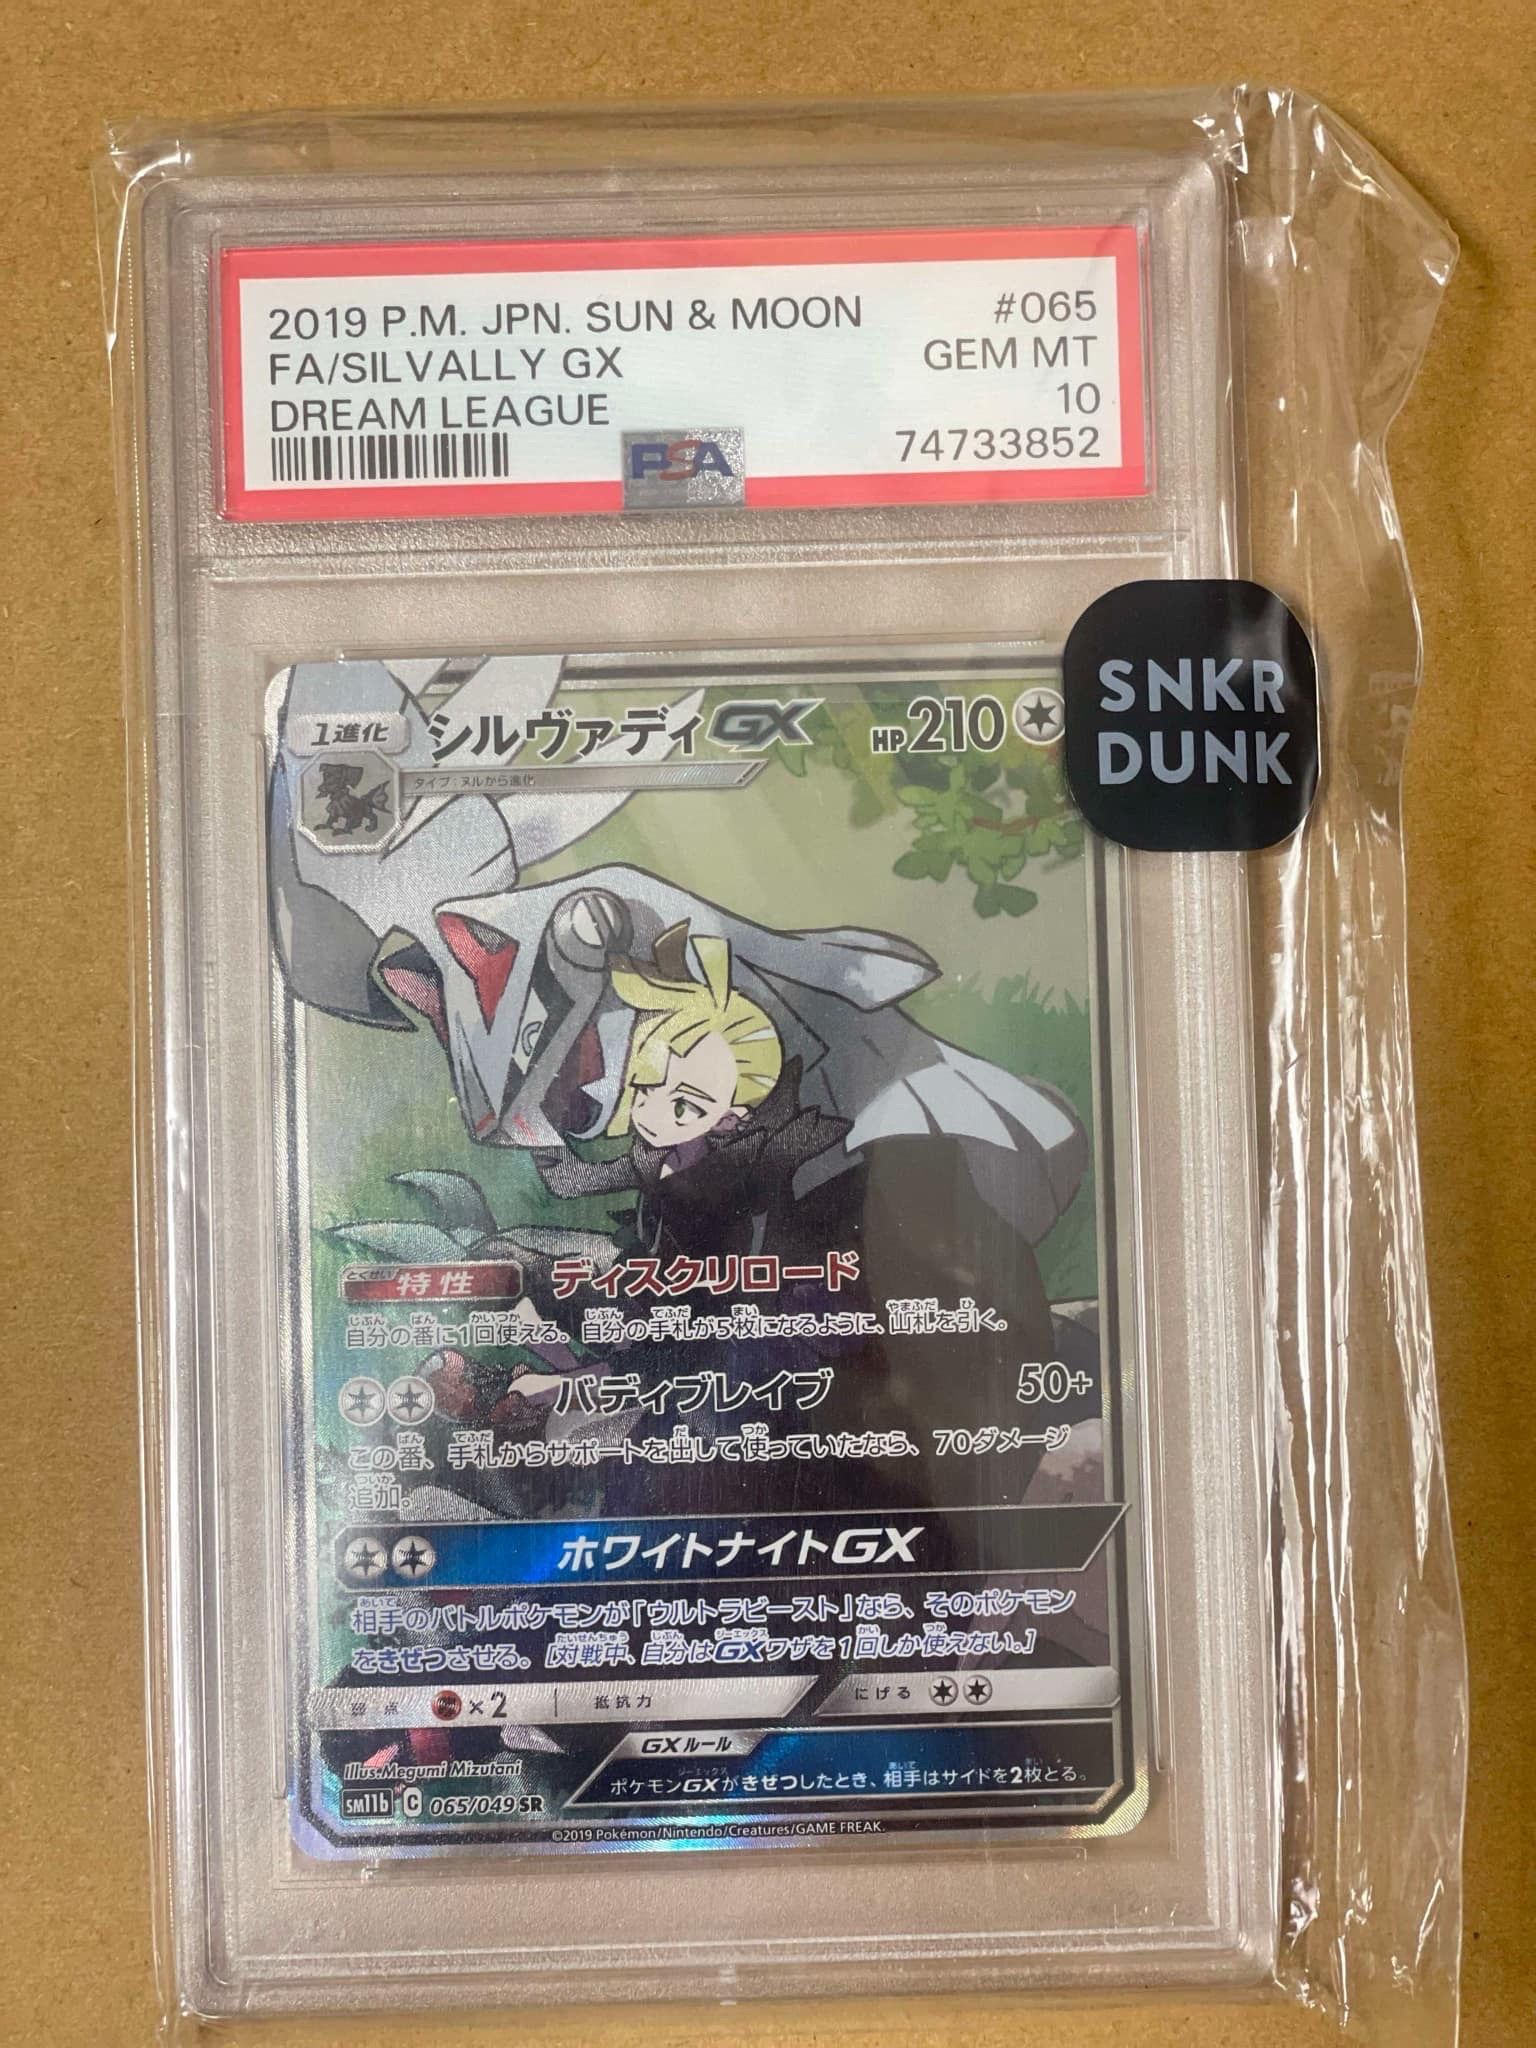 2019 P.M. JPN. SUN & MOON #065
FA/SILVALLY GX GEM MT
DREAM LEAGUE 10
PSA 74733852
SNKR
DUNK
1進化 シルヴァディGX HP210
タイプ:ヌルから進化
とくせい 特性 ディスクリロード
自分の番に1回使える。自分の手札が5枚になるように、山札を引く。
バディブレイブ 50+
この番、手札からサポートを出して使っていたなら、70ダメージ
追加。
ホワイトナイトGX
相手のバトルポケモンが「ウルトラビースト」なら、そのポケモン
をきぜつさせる。[対戦中、自分はGXワザを1回しか使えない。]
弱点 ×2 抵抗力 にげる
GXルール
ポケモンGXがきぜつしたとき、相手はサイドを2枚とる。
Illus.Megumi Mizutani
SM11b C 065/049 SR
©2019 Pokémon/Nintendo/Creatures/GAME FREAK.